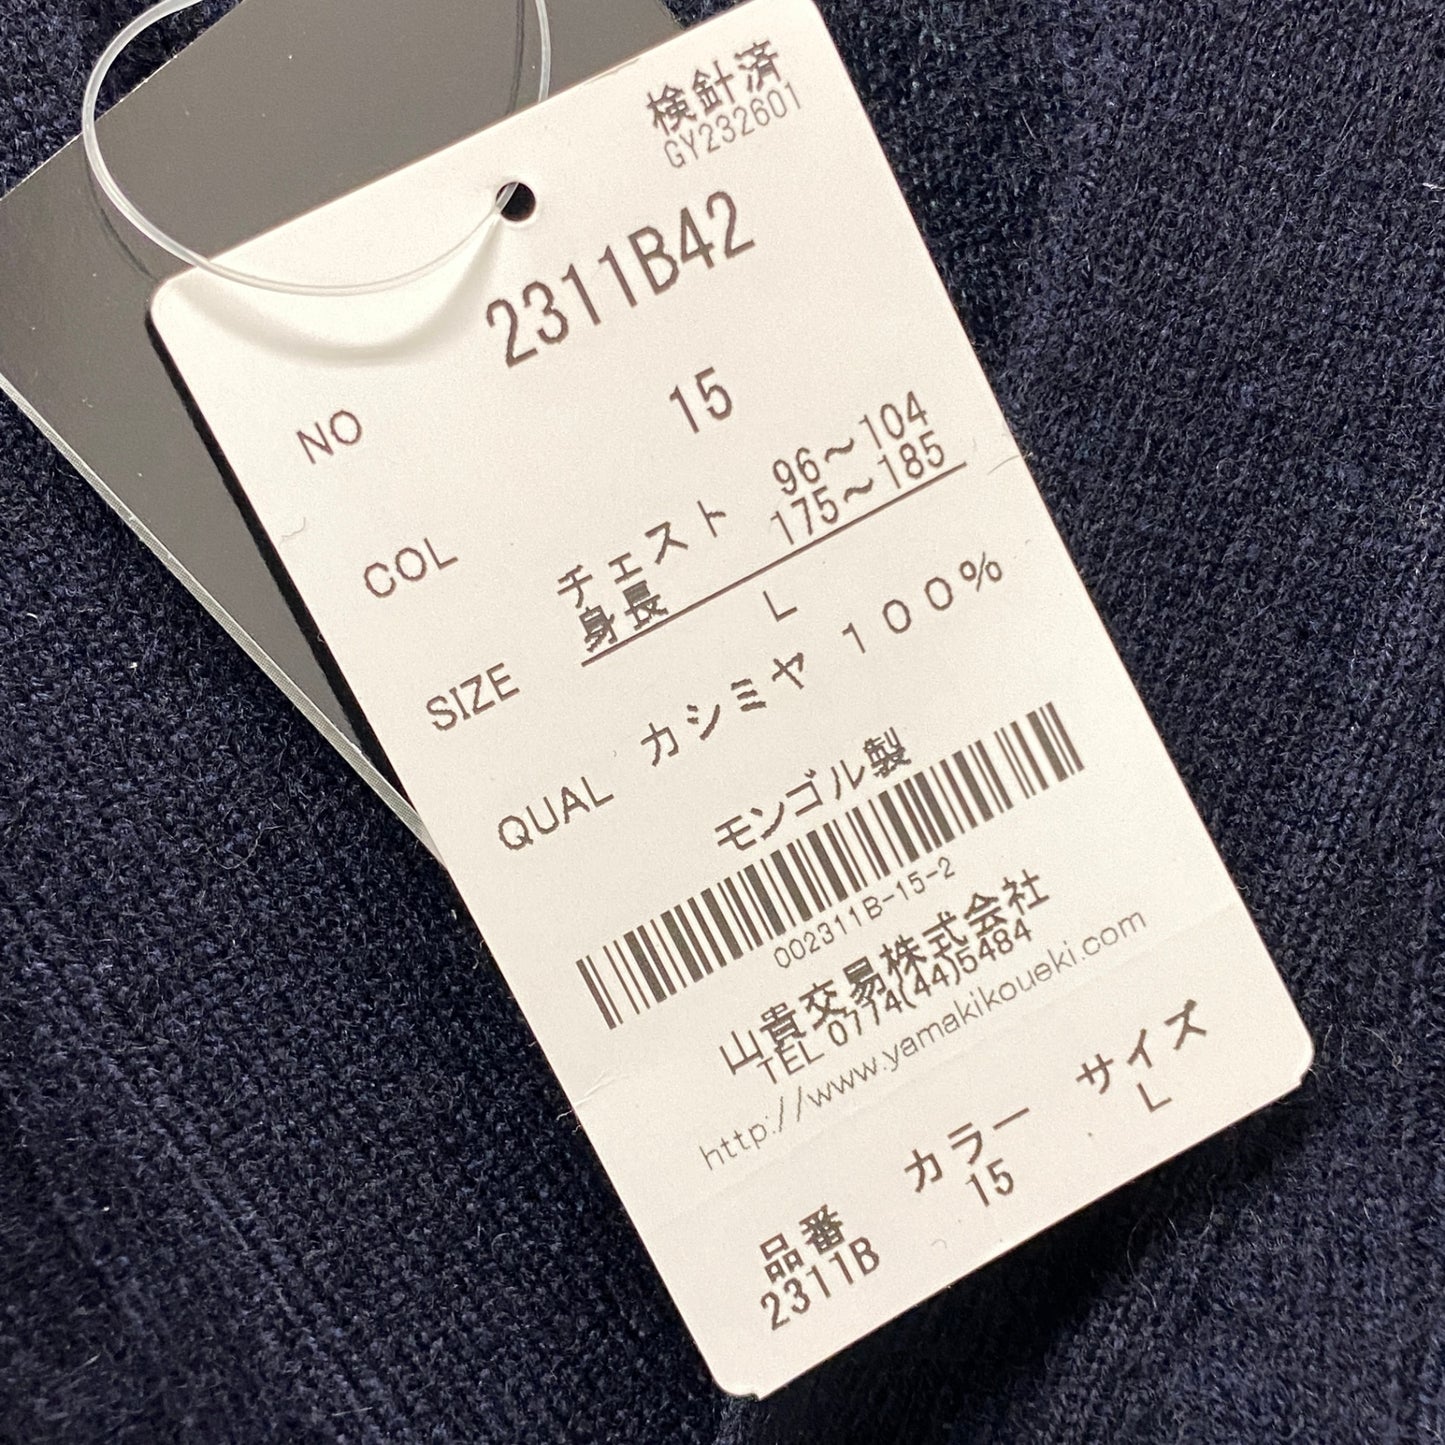 検針済
GY232601
NO 2311B42
COL 15
チェスト 96～104
身長 175～185
SIZE L
QUAL カシミヤ 100%
モンゴル製
002311B-15-2
山貴交易株式会社
TEL 0774(44)5484
http://www.yamakikoueki.com
品番 カラー サイズ
2311B 15 L